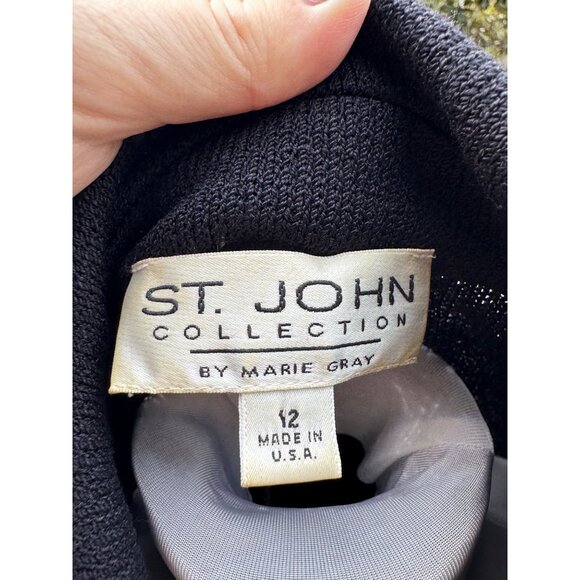 ST. JOHN
COLLECTION
BY MARIE GRAY
12
MADE IN
U.S.A.